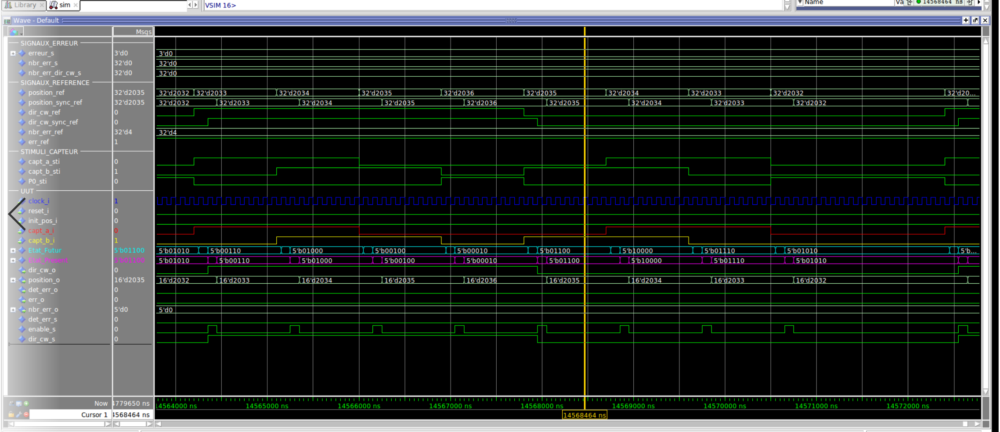 Library sim VSIM 16> Name Va 14568464 ns
Wave - Default
Msgs
SIGNAUX_ERREUR
erreur_s 3'd0 3'd0
nbr_err_s 32'd0 32'd0
nbr_err_dir_cw_s 32'd0 32'd0
SIGNAUX_REFERENCE
position_ref 32'd2035 32'd2032 32'd2033 32'd2034 32'd2035 32'd2036 32'd2035 32'd2034 32'd2033 32'd2032 32'd20...
position_sync_ref 32'd2035 32'd2032 32'd2033 32'd2034 32'd2035 32'd2036 32'd2035 32'd2034 32'd2033 32'd2032
dir_cw_ref 0
dir_cw_sync_ref 0
nbr_err_ref 32'd4 32'd4
err_ref 1
STIMULI_CAPTEUR
capt_a_sti 0
capt_b_sti 1
P0_sti 0
UUT
clock_i 1
reset_i 0
init_pos_i 0
capt_a_i 0
capt_b_i 1
Etat_Futur 5'b01100 5'b01010 5'b00110 5'b01000 5'b00100 5'b00010 5'b01100 5'b10000 5'b01110 5'b01010 5'b...
Etat_Present 5'b01100 5'b01010 5'b00110 5'b01000 5'b00100 5'b00010 5'b01100 5'b10000 5'b01110 5'b01010
dir_cw_o 0
position_o 16'd2035 16'd2032 16'd2033 16'd2034 16'd2035 16'd2036 16'd2035 16'd2034 16'd2033 16'd2032
det_err_o 0
err_o 0
nbr_err_o 5'd0 5'd0
det_err_s 0
enable_s 0
dir_cw_s 0
Now 4779650 ns 14564000 ns 14565000 ns 14566000 ns 14567000 ns 14568000 ns 14569000 ns 14570000 ns 14571000 ns 14572000 ns
Cursor 1 14568464 ns 14568464 ns